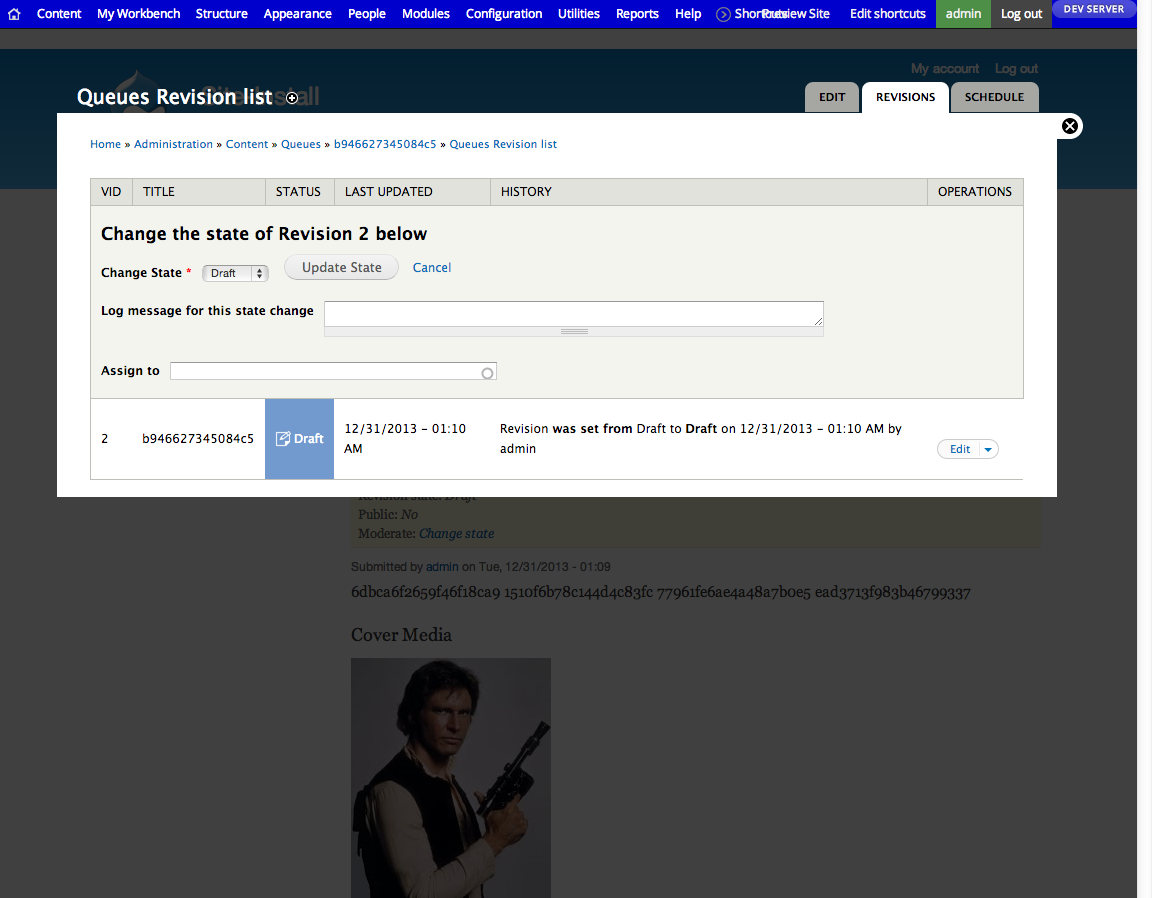 Content My Workbench Structure Appearance People Modules Configuration Utilities Reports Help Shortcuts Preview Site Edit shortcuts admin Log out DEV SERVER
My account Log out
Site-Install
Queues Revision list
EDIT REVISIONS SCHEDULE
Home » Administration » Content » Queues » b946627345084c5 » Queues Revision list
VID TITLE STATUS LAST UPDATED HISTORY OPERATIONS
Change the state of Revision 2 below
Change State * Draft Update State Cancel
Log message for this state change
Assign to
2 b946627345084c5 Draft 12/31/2013 – 01:10 AM Revision was set from Draft to Draft on 12/31/2013 – 01:10 AM by admin Edit
Revision state: Draft
Public: No
Moderate: Change state
Submitted by admin on Tue, 12/31/2013 - 01:09
6dbca6f2659f46f18ca9 1510f6b78c144d4c83fc 77961fe6ae4a48a7b0e5 ead3713f983b46799337
Cover Media